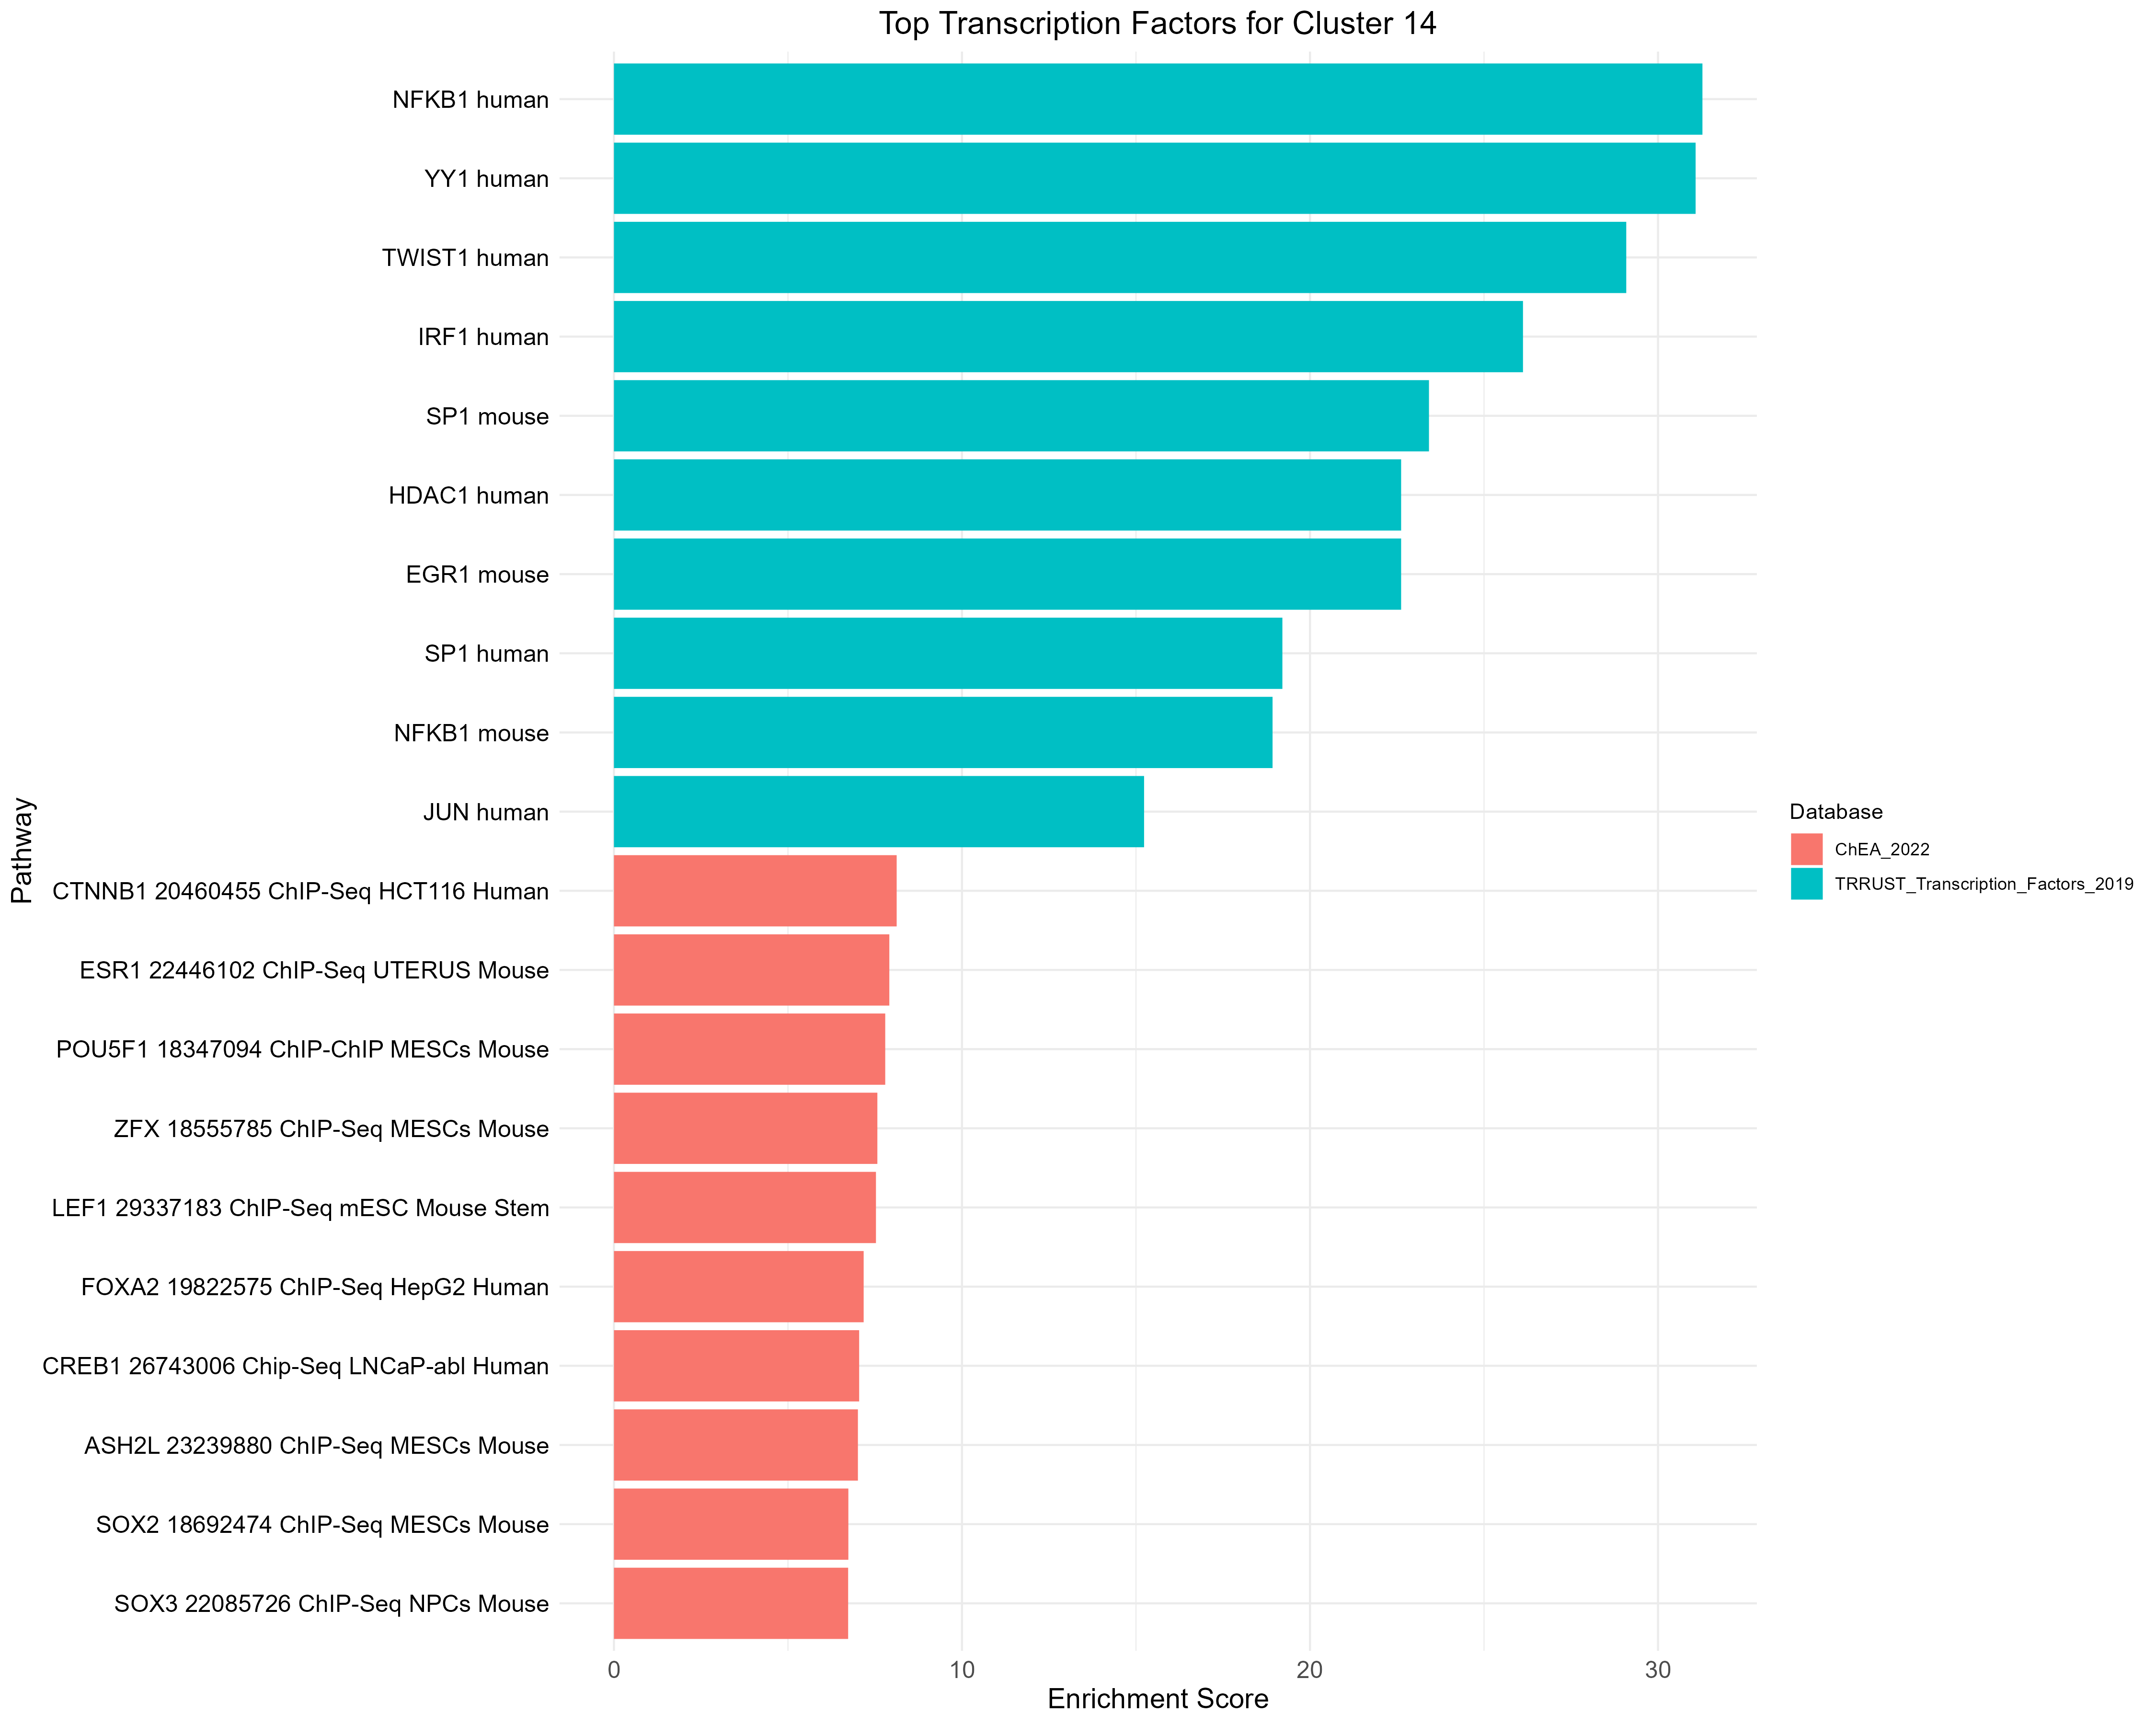 Top Transcription Factors for Cluster 14
NFKB1 human
YY1 human
TWIST1 human
IRF1 human
SP1 mouse
HDAC1 human
EGR1 mouse
SP1 human
NFKB1 mouse
JUN human
CTNNB1 20460455 ChIP-Seq HCT116 Human
ESR1 22446102 ChIP-Seq UTERUS Mouse
POU5F1 18347094 ChIP-ChIP MESCs Mouse
ZFX 18555785 ChIP-Seq MESCs Mouse
LEF1 29337183 ChIP-Seq mESC Mouse Stem
FOXA2 19822575 ChIP-Seq HepG2 Human
CREB1 26743006 Chip-Seq LNCaP-abl Human
ASH2L 23239880 ChIP-Seq MESCs Mouse
SOX2 18692474 ChIP-Seq MESCs Mouse
SOX3 22085726 ChIP-Seq NPCs Mouse
Pathway
0 10 20 30
Enrichment Score
Database
ChEA_2022
TRRUST_Transcription_Factors_2019